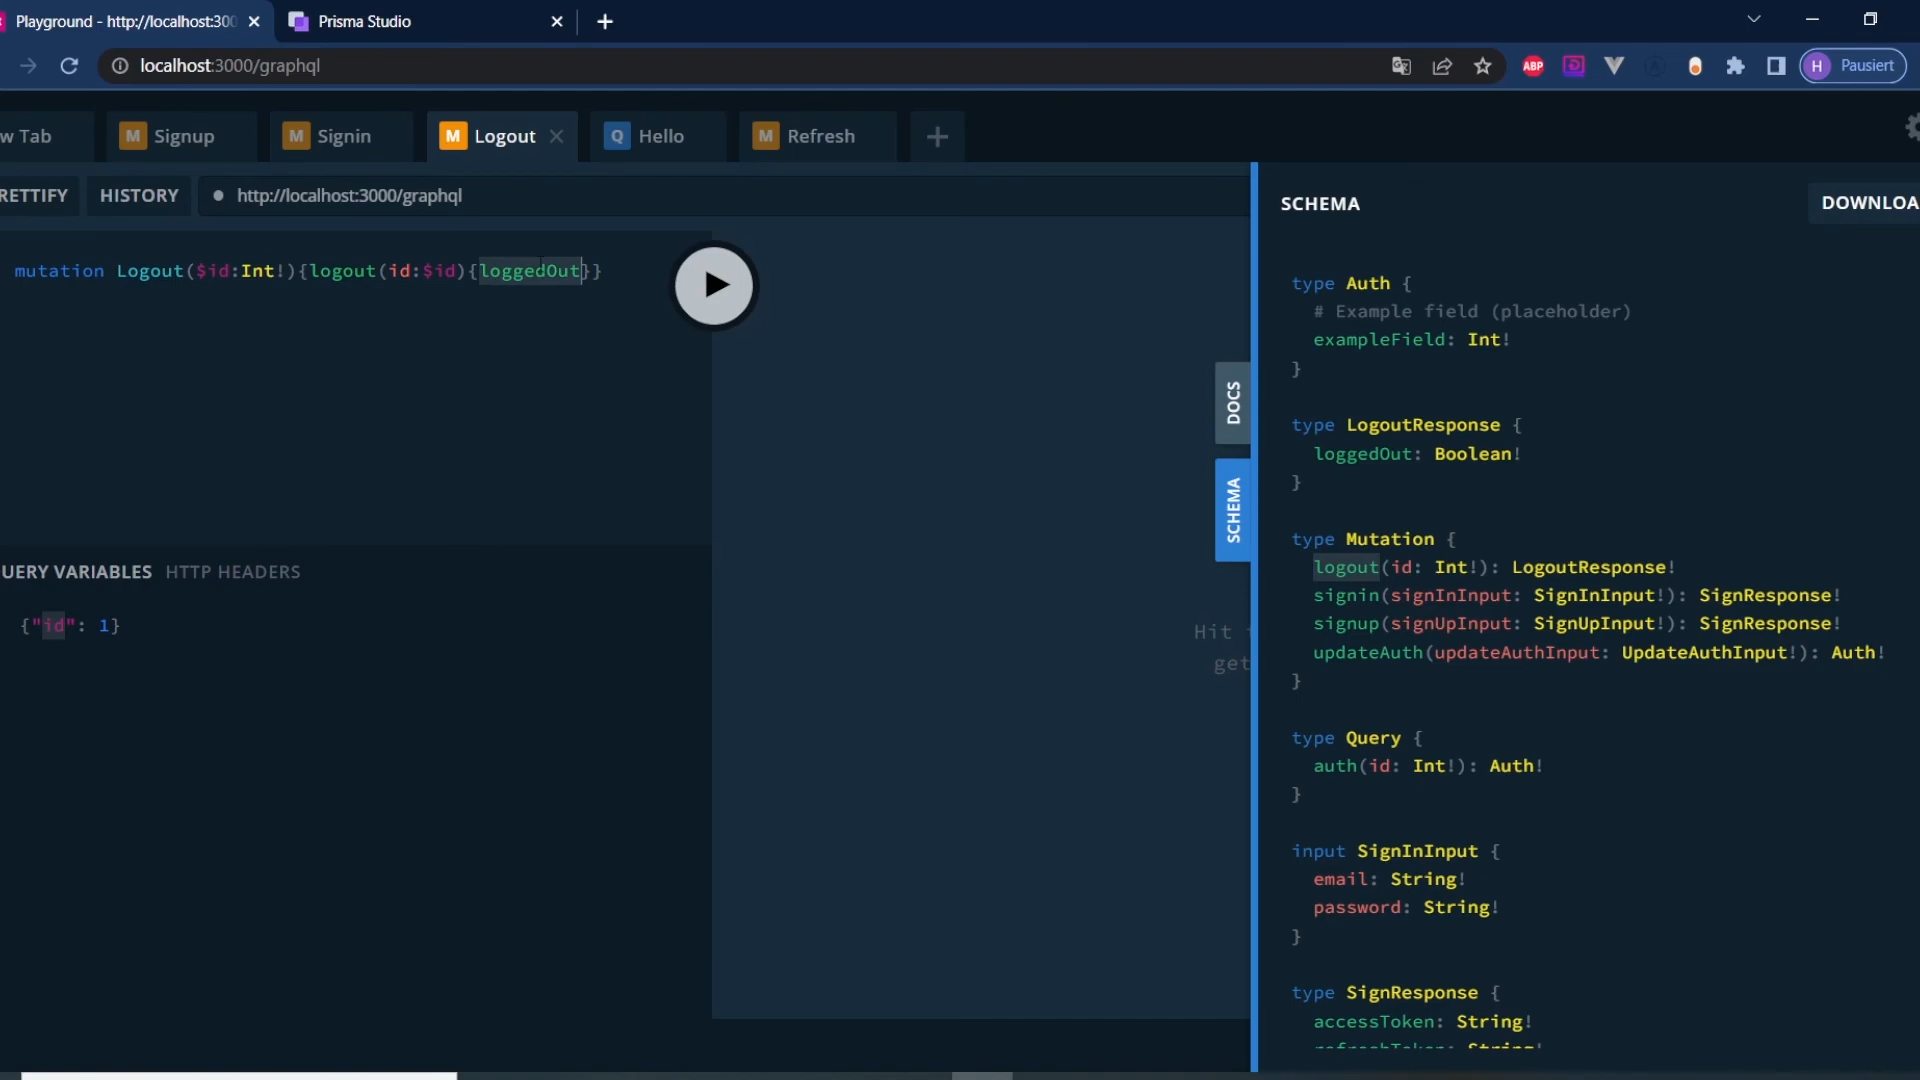 Playground - http://localhost:300
Prisma Studio
localhost:3000/graphql
ABP
H Pausiert
w Tab
M Signup
M Signin
M Logout
Q Hello
M Refresh
RETTIFY
HISTORY
http://localhost:3000/graphql
mutation Logout($id:Int!){logout(id:$id){loggedOut}}
UERY VARIABLES HTTP HEADERS
{"id": 1}
Hit
get
DOCS
SCHEMA
SCHEMA
DOWNLOA
type Auth {
# Example field (placeholder)
exampleField: Int!
}
type LogoutResponse {
loggedOut: Boolean!
}
type Mutation {
logout(id: Int!): LogoutResponse!
signin(signInInput: SignInInput!): SignResponse!
signup(signUpInput: SignUpInput!): SignResponse!
updateAuth(updateAuthInput: UpdateAuthInput!): Auth!
}
type Query {
auth(id: Int!): Auth!
}
input SignInInput {
email: String!
password: String!
}
type SignResponse {
accessToken: String!
refreshToken: String!